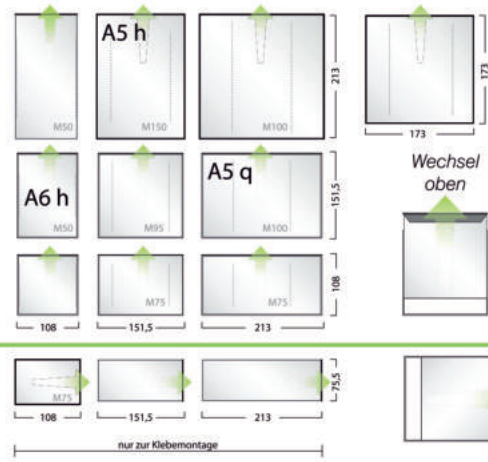 A5 h
M50
M150
M100
213
173
173
Wechsel
oben
A6 h
A5 q
M50
M95
M100
151,5
M75
M75
108
108
151,5
213
M75
75,5
108
151,5
213
nur zur Klebemontage